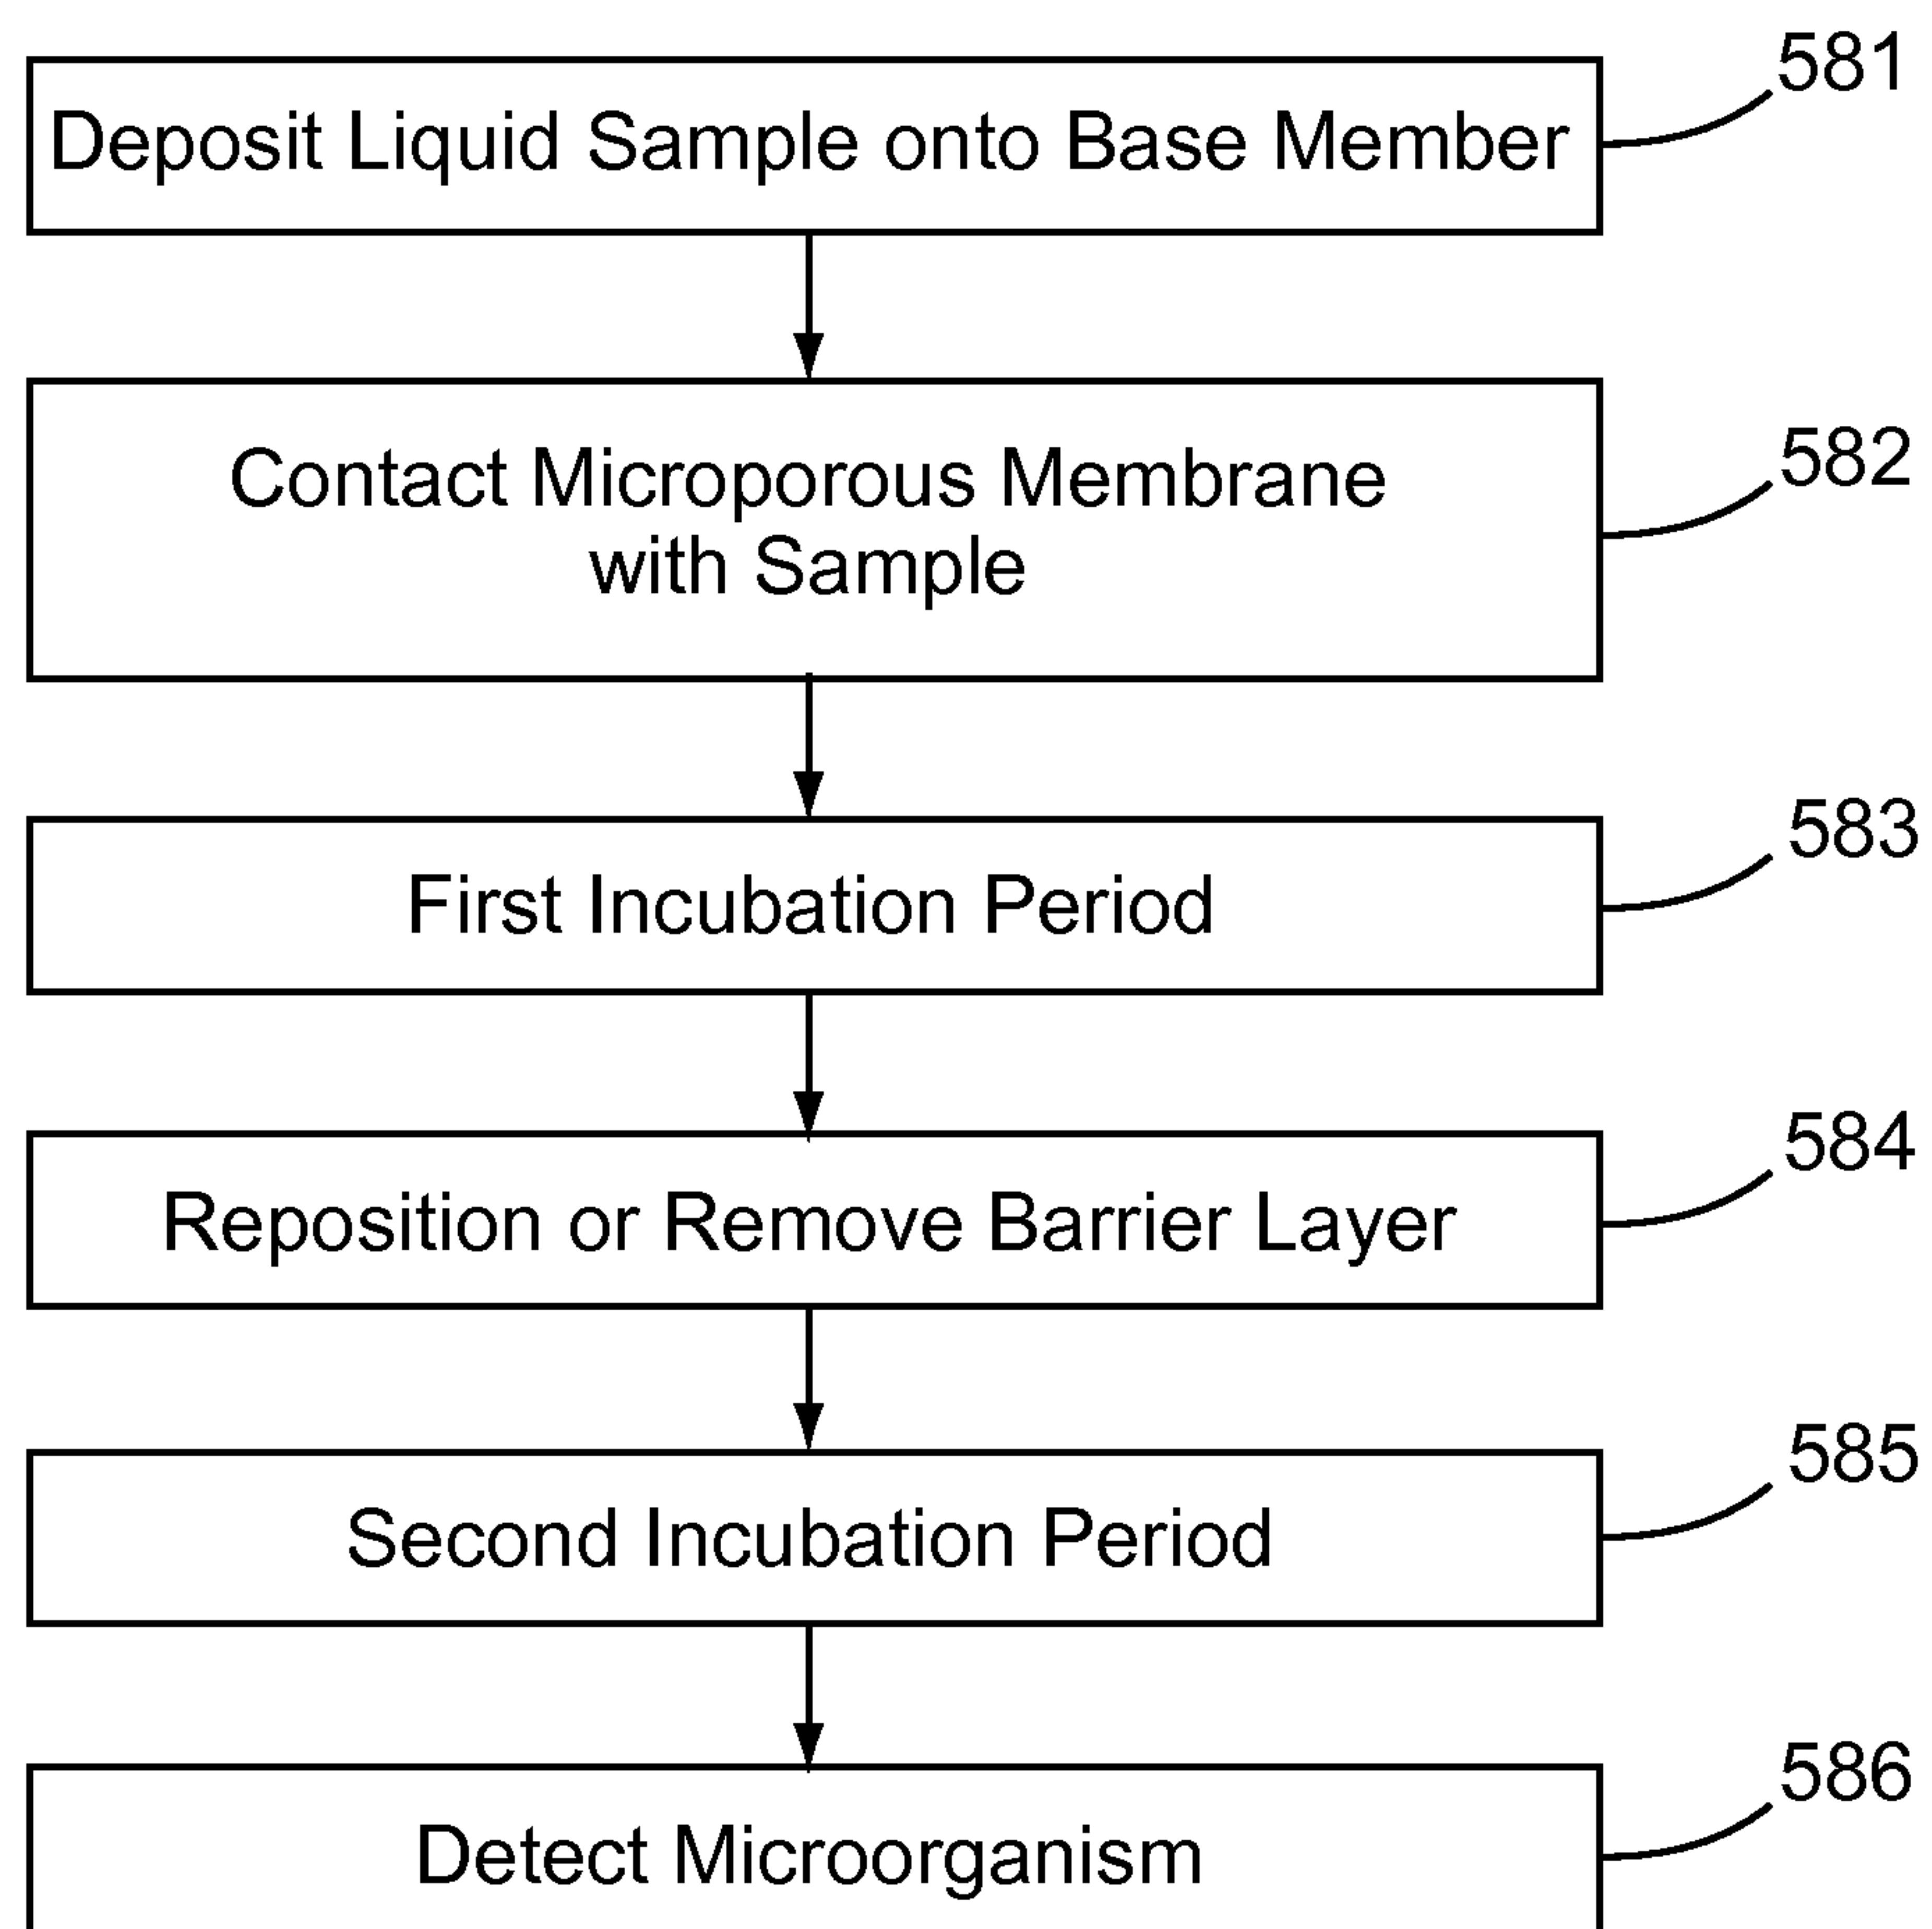 581
Deposit Liquid Sample onto Base Member
582
Contact Microporous Membrane
with Sample
583
First Incubation Period
584
Reposition or Remove Barrier Layer
585
Second Incubation Period
586
Detect Microorganism